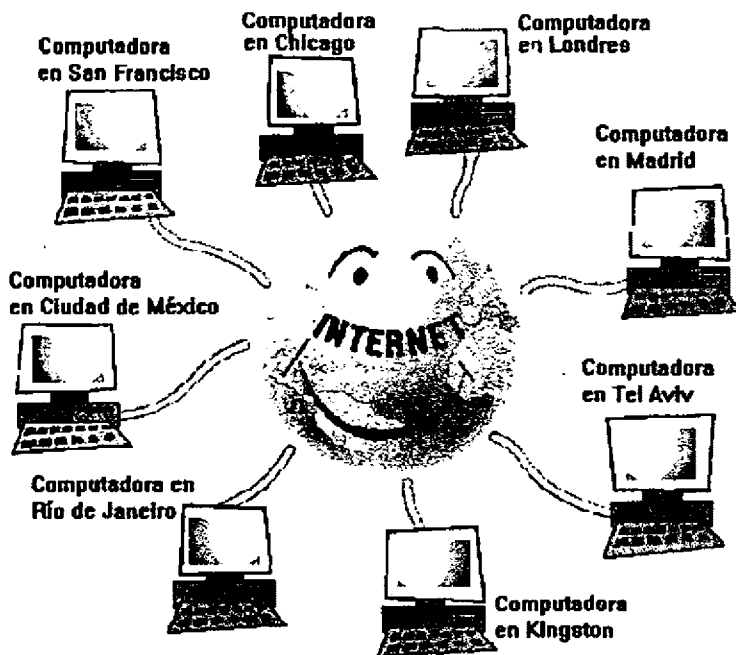 Computadora
en San Francisco
Computadora
en Chicago
Computadora
en Londres
Computadora
en Madrid
Computadora
en Ciudad de México
INTERNET
Computadora
en Tel Aviv
Computadora en
Río de Janeiro
Computadora
en Kingston